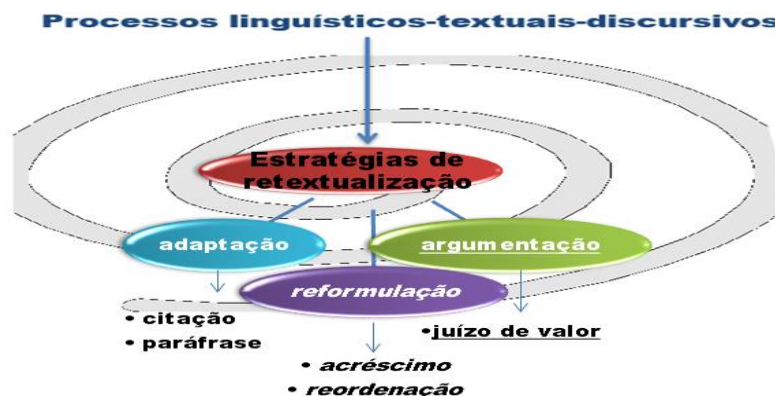 Processos linguísticos-textuais-discursivos
Estratégias de
retextualização
adaptação
argumentação
reformulação
• citação
• paráfrase
•juízo de valor
• acréscimo
• reordenação